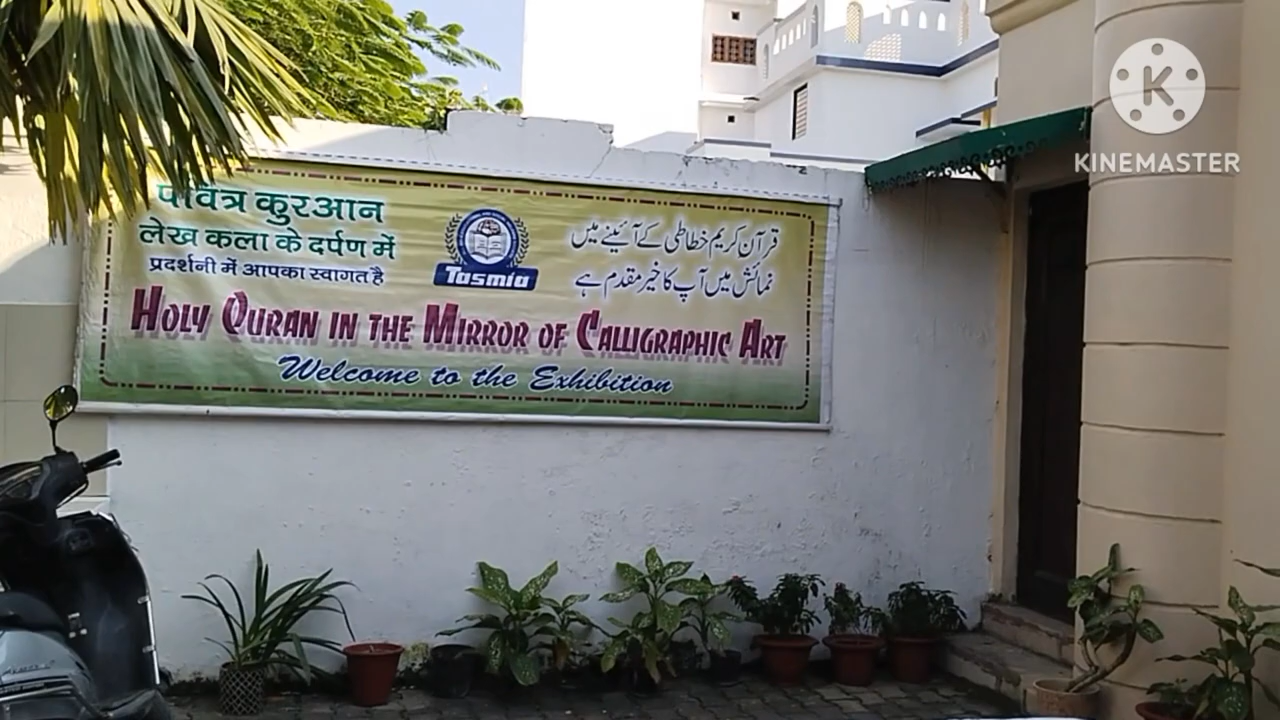 पवित्र कुरआन
लेख कला के दर्पण में
प्रदर्शनी में आपका स्वागत है
Tasmia
قرآن کریم خطاطی کے آئینے میں
نمائش میں آپ کا خیر مقدم ہے
HOLY QURAN IN THE MIRROR OF CALLIGRAPHIC ART
Welcome to the Exhibition
K
KINEMASTER